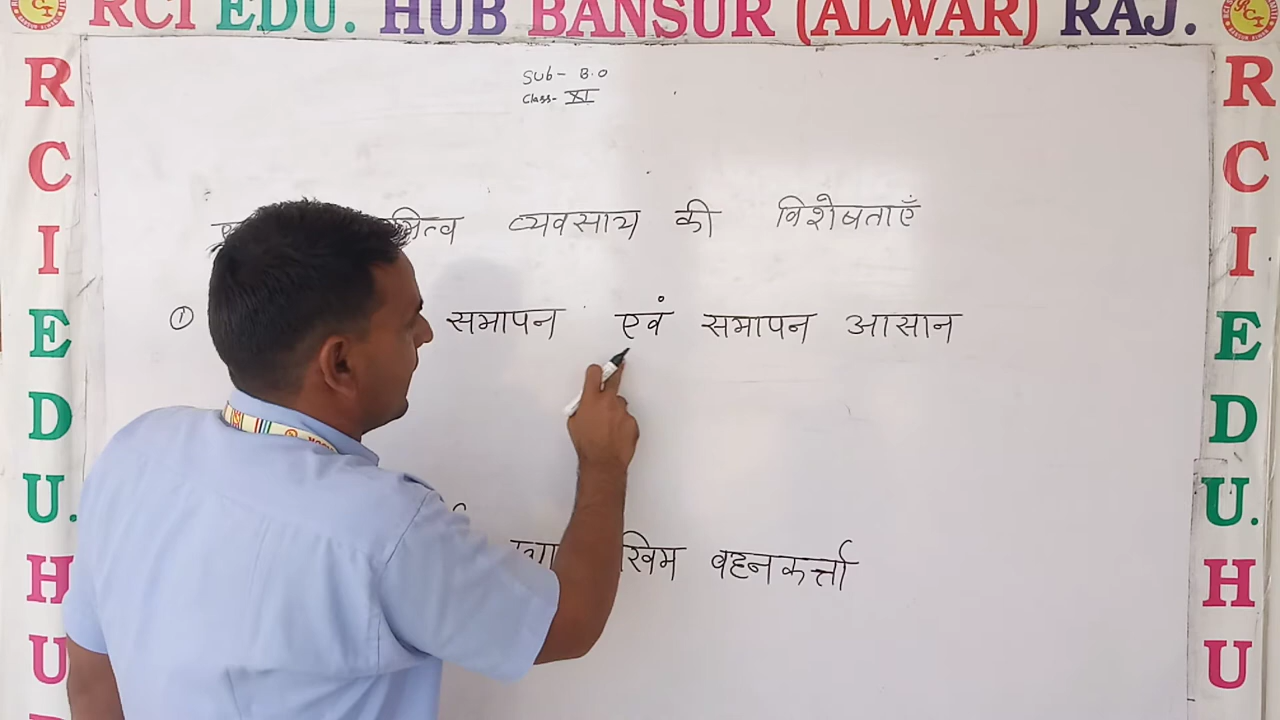 RCI EDU. HUB BANSUR (ALWAR) RAJ.
Sub- B.O
Class- XI
व्यवसाय की विशेषताएँ
① समापन एवं समापन आसान
वहनकर्त्ता
R
C
I
E
D
U.
H
U
R
C
I
E
D
U.
H
U